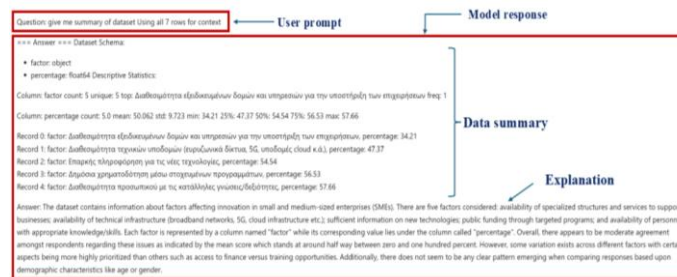 Question: give me summary of dataset Using all 7 rows for context
User prompt
Model response
=== Answer === Dataset Schema:
• factor: object
• percentage: float64 Descriptive Statistics:
Column: factor count: 5 unique: 5 top: Διαθεσιμότητα εξειδικευμένων δομών και υπηρεσιών για την υποστήριξη των επιχειρήσεων freq: 1
Column: percentage count: 5.0 mean: 50.062 std: 9.723 min: 34.21 25%: 47.37 50%: 54.54 75%: 56.53 max: 57.66
Record 0: factor: Διαθεσιμότητα εξειδικευμένων δομών και υπηρεσιών για την υποστήριξη των επιχειρήσεων, percentage: 34.21
Record 1: factor: Διαθεσιμότητα τεχνικών υποδομών (ευρυζωνικά δίκτυα, 5G, υποδομές cloud κ.ά.), percentage: 47.37
Record 2: factor: Επαρκής πληροφόρηση για τις νέες τεχνολογίες, percentage: 54.54
Record 3: factor: Δημόσια χρηματοδότηση μέσω στοχευμένων προγραμμάτων, percentage: 56.53
Record 4: factor: Διαθεσιμότητα προσωπικού με τις κατάλληλες γνώσεις/δεξιότητες, percentage: 57.66
Data summary
Explanation
Answer: The dataset contains information about factors affecting innovation in small and medium-sized enterprises (SMEs). There are five factors considered: availability of specialized structures and services to suppo
businesses; availability of technical infrastructure (broadband networks, 5G, cloud infrastructure etc.); sufficient information on new technologies; public funding through targeted programs; and availability of personn
with appropriate knowledge/skills. Each factor is represented by a column named "factor" while its corresponding value lies under the column called "percentage". Overall, there appears to be moderate agreement
amongst respondents regarding these issues as indicated by the mean score which stands at around half way between zero and one hundred percent. However, some variation exists across different factors with certa
aspects being more highly prioritized than others such as access to finance versus training opportunities. Additionally, there does not seem to be any clear pattern emerging when comparing responses based upon
demographic characteristics like age or gender.